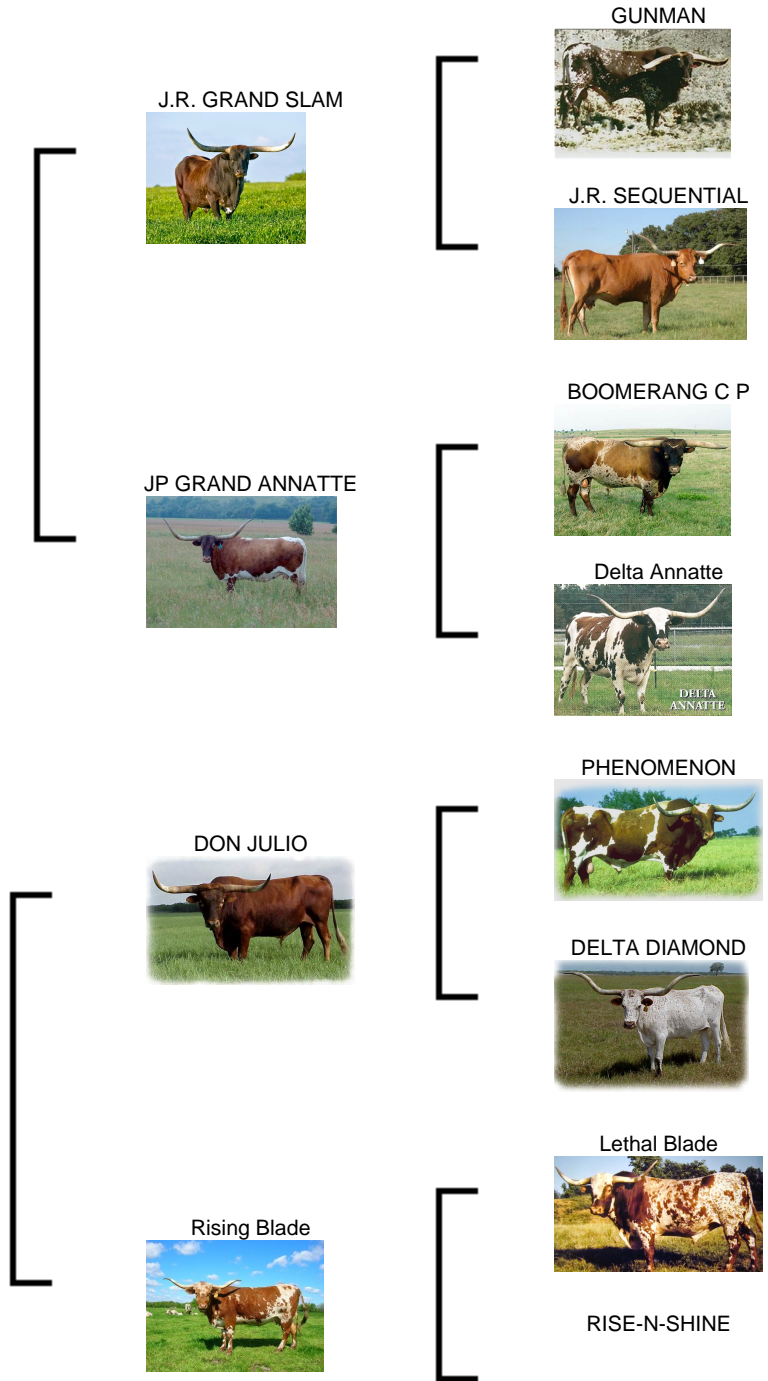 GUNMAN
J.R. GRAND SLAM
J.R. SEQUENTIAL
BOOMERANG C P
JP GRAND ANNATTE
Delta Annatte
DELTA
ANNATTE
PHENOMENON
DON JULIO
DELTA DIAMOND
Lethal Blade
Rising Blade
RISE-N-SHINE